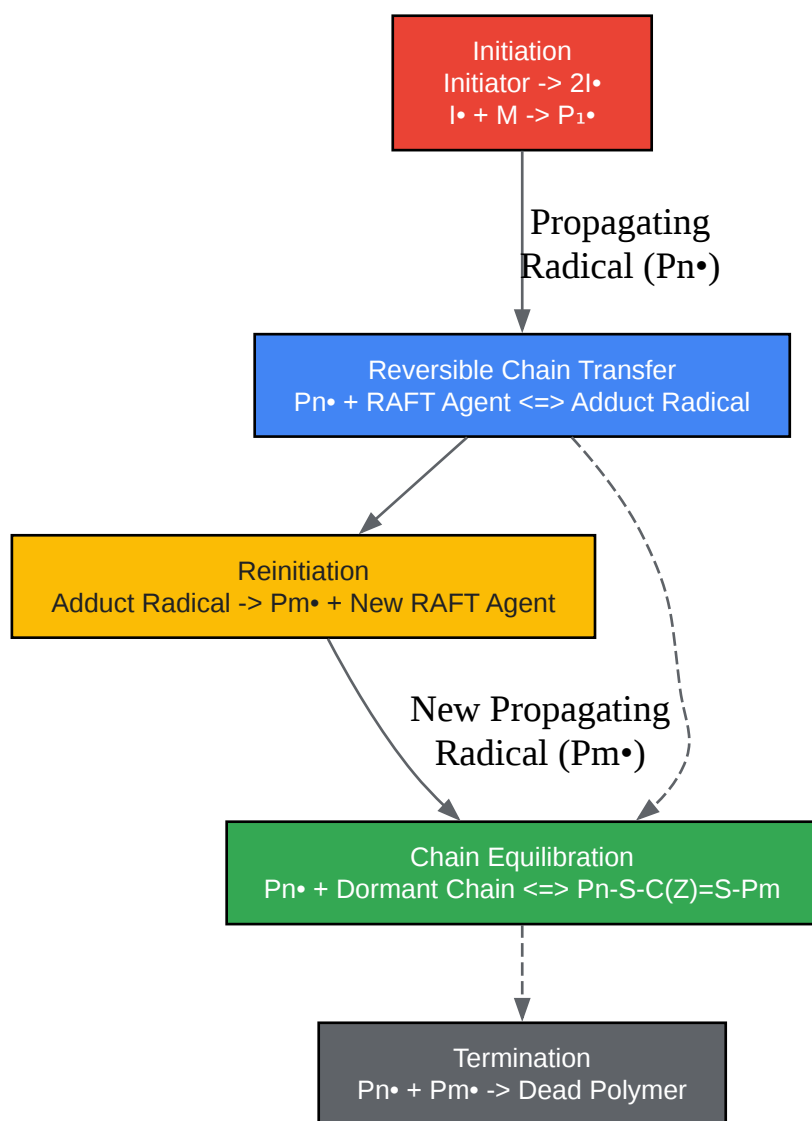 Initiation
Initiator -> 2I•
I• + M -> P₁•
Propagating
Radical (Pn•)
Reversible Chain Transfer
Pn• + RAFT Agent <=> Adduct Radical
Reinitiation
Adduct Radical -> Pm• + New RAFT Agent
New Propagating
Radical (Pm•)
Chain Equilibration
Pn• + Dormant Chain <=> Pn-S-C(Z)=S-Pm
Termination
Pn• + Pm• -> Dead Polymer